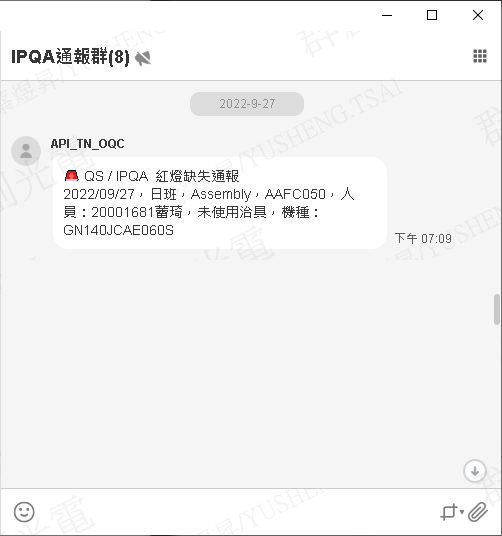 IPQA通報群(8)
2022-9-27
API_TN_OQC
QS / IPQA 紅燈缺失通報
2022/09/27，日班，Assembly，AAFC050，人
員：20001681蕾琦，未使用治具，機種：
GN140JCAE060S
下午 07:09